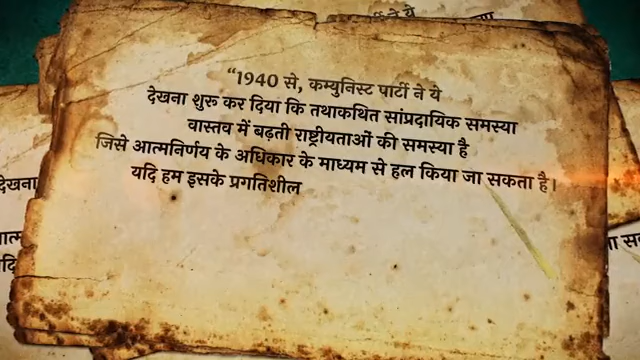 “1940 से, कम्युनिस्ट पार्टी ने ये
देखना शुरू कर दिया कि तथाकथित सांप्रदायिक समस्या
वास्तव में बढ़ती राष्ट्रीयताओं की समस्या है
जिसे आत्मनिर्णय के अधिकार के माध्यम से हल किया जा सकता है।
यदि हम इसके प्रगतिशील